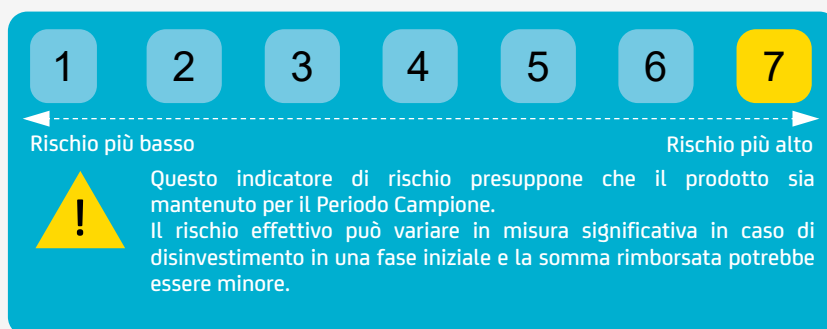 1 2 3 4 5 6 7
Rischio più basso Rischio più alto
!
Questo indicatore di rischio presuppone che il prodotto sia
mantenuto per il Periodo Campione.
Il rischio effettivo può variare in misura significativa in caso di
disinvestimento in una fase iniziale e la somma rimborsata potrebbe
essere minore.